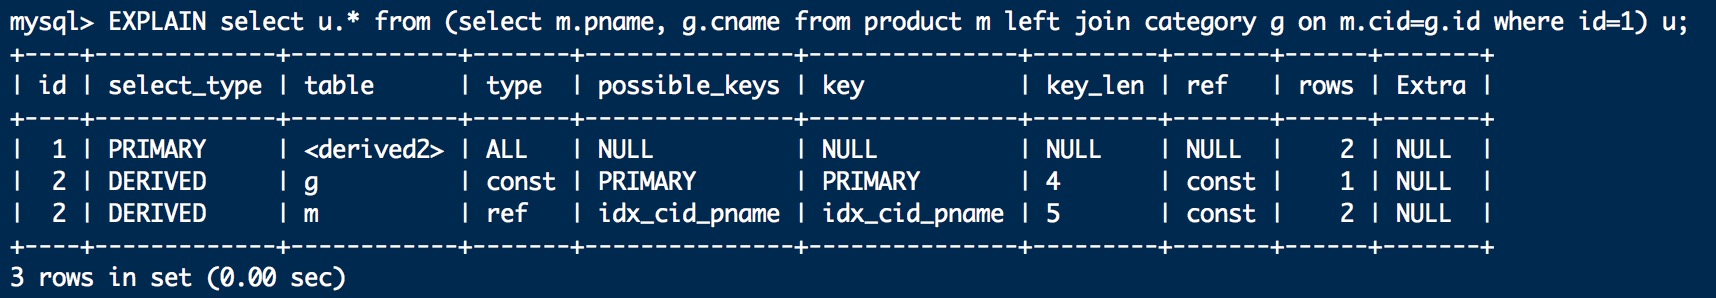 mysql> EXPLAIN select u.* from (select m.pname, g.cname from product m left join category g on m.cid=g.id where id=1) u;
+----+-------------+------------+-------+---------------+---------------+---------+-------+------+-------+
| id | select_type | table      | type  | possible_keys | key           | key_len | ref   | rows | Extra |
+----+-------------+------------+-------+---------------+---------------+---------+-------+------+-------+
|  1 | PRIMARY     | <derived2> | ALL   | NULL          | NULL          | NULL    | NULL  |    2 | NULL  |
|  2 | DERIVED     | g          | const | PRIMARY       | PRIMARY       | 4       | const |    1 | NULL  |
|  2 | DERIVED     | m          | ref   | idx_cid_pname | idx_cid_pname | 5       | const |    2 | NULL  |
+----+-------------+------------+-------+---------------+---------------+---------+-------+------+-------+
3 rows in set (0.00 sec)